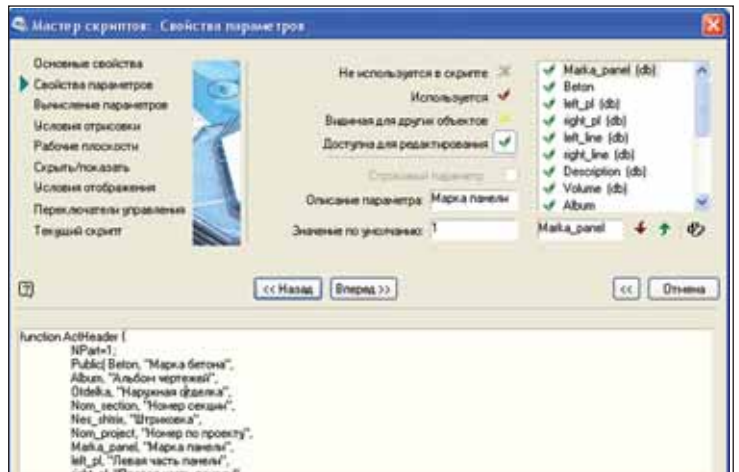 Мастер скриптов: Свойства параметров
Основные свойства
Свойства параметров
Вычисление параметров
Условия отрисовки
Рабочие плоскости
Скрыть/показать
Условия отображения
Переключатели управления
Текущий скрипт
Не используется в скрипте
Используется
Видимая для других объектов
Доступна для редактирования
Строковый параметр
Описание параметра: Марка панели
Значение по умолчанию: 1
Marka_panel (db)
Beton
left_pl (db)
right_pl (db)
left_line (db)
right_line (db)
Description (db)
Volume (db)
Album
Marka_panel
<< Назад
Вперед >>
<<
Отмена
function ActHeader {
NPart=1;
Public( Beton, "Марка бетона",
Album, "Альбом чертежей",
Otdelka, "Наружная отделка",
Nom_section, "Номер секции",
Nes_shtrix, "Штриховка",
Nom_project, "Номер по проекту",
Marka_panel, "Марка панели",
left_pl, "Левая часть панели",